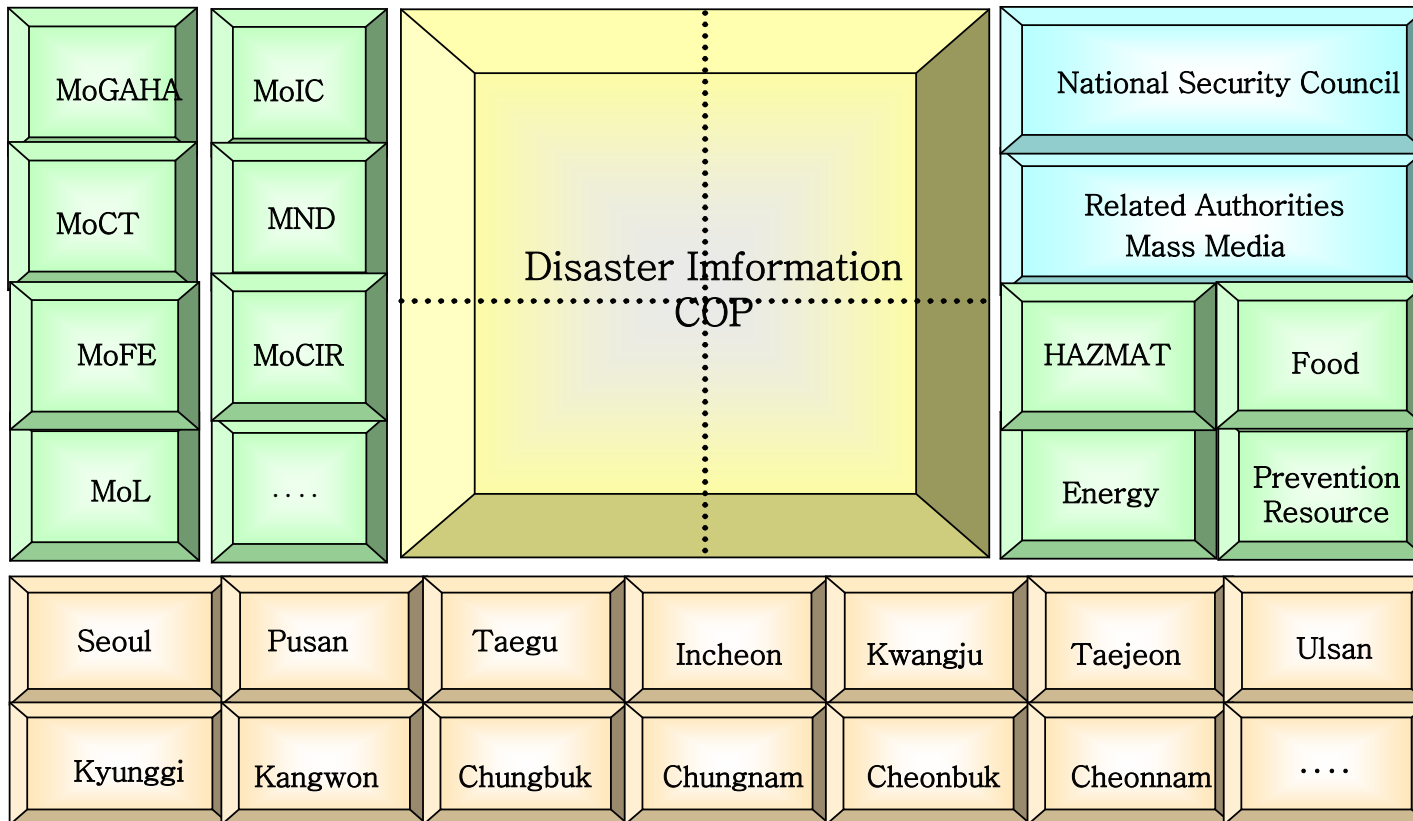 MoGAHA
MoIC
MoCT
MND
MoFE
MoCIR
MoL
....
Disaster Imformation
COP
National Security Council
Related Authorities
Mass Media
HAZMAT
Food
Energy
Prevention
Resource
Seoul
Pusan
Taegu
Incheon
Kwangju
Taejeon
Ulsan
Kyunggi
Kangwon
Chungbuk
Chungnam
Cheonbuk
Cheonnam
....